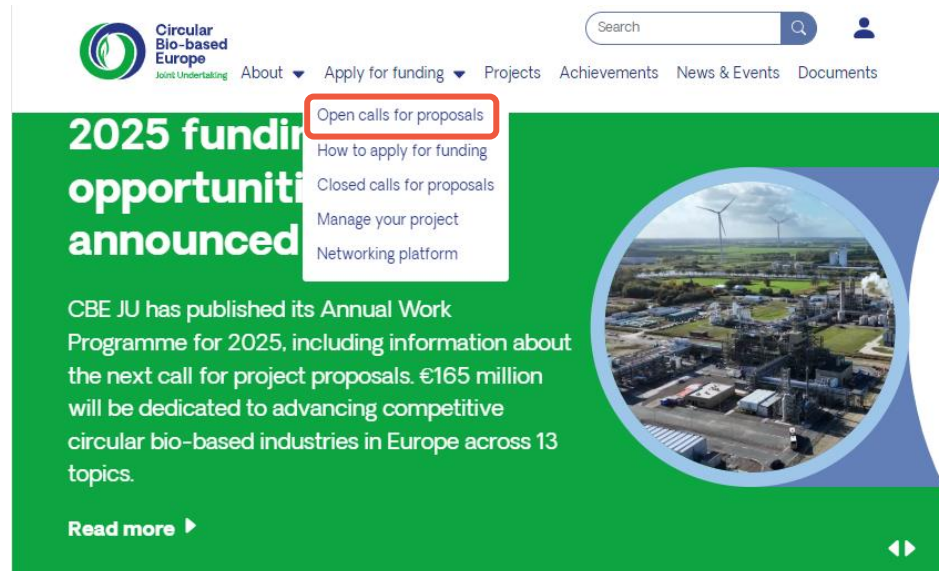 Circular
Bio-based
Europe
Joint Undertaking
Search
About
Apply for funding
Projects
Achievements
News & Events
Documents
Open calls for proposals
How to apply for funding
Closed calls for proposals
Manage your project
Networking platform
2025 fundin
opportuniti
announced
CBE JU has published its Annual Work
Programme for 2025, including information about
the next call for project proposals. €165 million
will be dedicated to advancing competitive
circular bio-based industries in Europe across 13
topics.
Read more